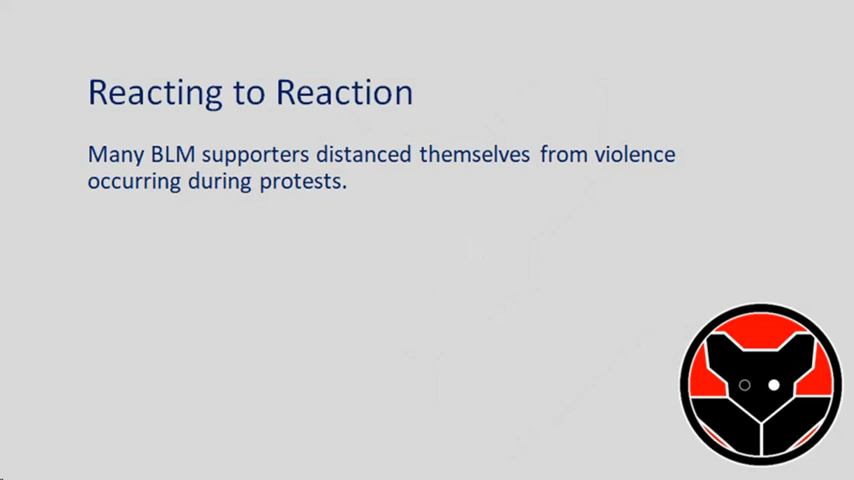 Reacting to Reaction
Many BLM supporters distanced themselves from violence
occurring during protests.